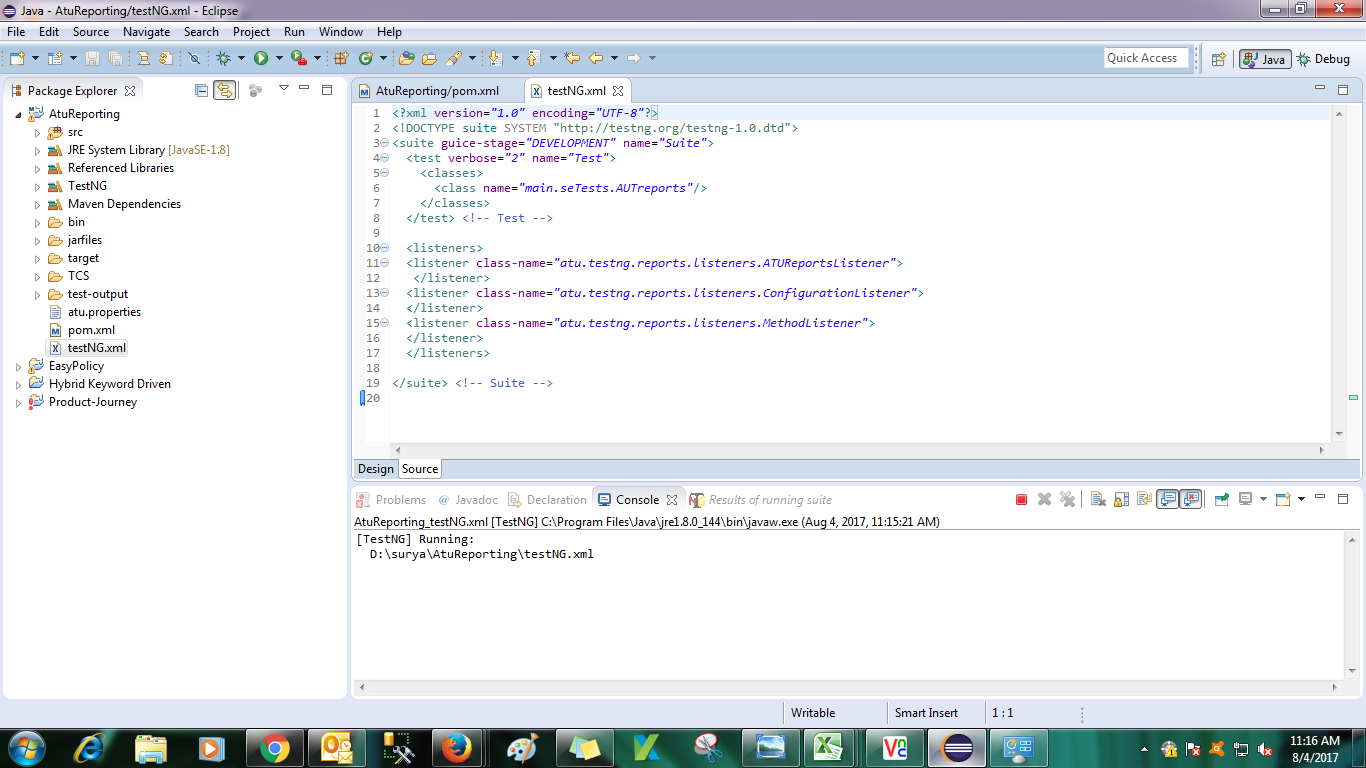 Java - AtuReporting/testNG.xml - Eclipse
File Edit Source Navigate Search Project Run Window Help
Quick Access
Java
Debug
Package Explorer
AtuReporting
src
JRE System Library [JavaSE-1.8]
Referenced Libraries
TestNG
Maven Dependencies
bin
jarfiles
target
TCS
test-output
atu.properties
pom.xml
testNG.xml
EasyPolicy
Hybrid Keyword Driven
Product-Journey
AtuReporting/pom.xml
testNG.xml
1 <?xml version="1.0" encoding="UTF-8"?>
2 <!DOCTYPE suite SYSTEM "http://testng.org/testng-1.0.dtd">
3 <suite guice-stage="DEVELOPMENT" name="Suite">
4 <test verbose="2" name="Test">
5 <classes>
6 <class name="main.seTests.AUTreports"/>
7 </classes>
8 </test> <!-- Test -->
9
10 <listeners>
11 <listener class-name="atu.testng.reports.listeners.ATUReportsListener">
12 </listener>
13 <listener class-name="atu.testng.reports.listeners.ConfigurationListener">
14 </listener>
15 <listener class-name="atu.testng.reports.listeners.MethodListener">
16 </listener>
17 </listeners>
18
19 </suite> <!-- Suite -->
20
Design Source
Problems @ Javadoc Declaration Console Results of running suite
AtuReporting_testNG.xml [TestNG] C:\Program Files\Java\jre1.8.0_144\bin\javaw.exe (Aug 4, 2017, 11:15:21 AM)
[TestNG] Running:
D:\surya\AtuReporting\testNG.xml
Writable
Smart Insert
1 : 1
11:16 AM
8/4/2017